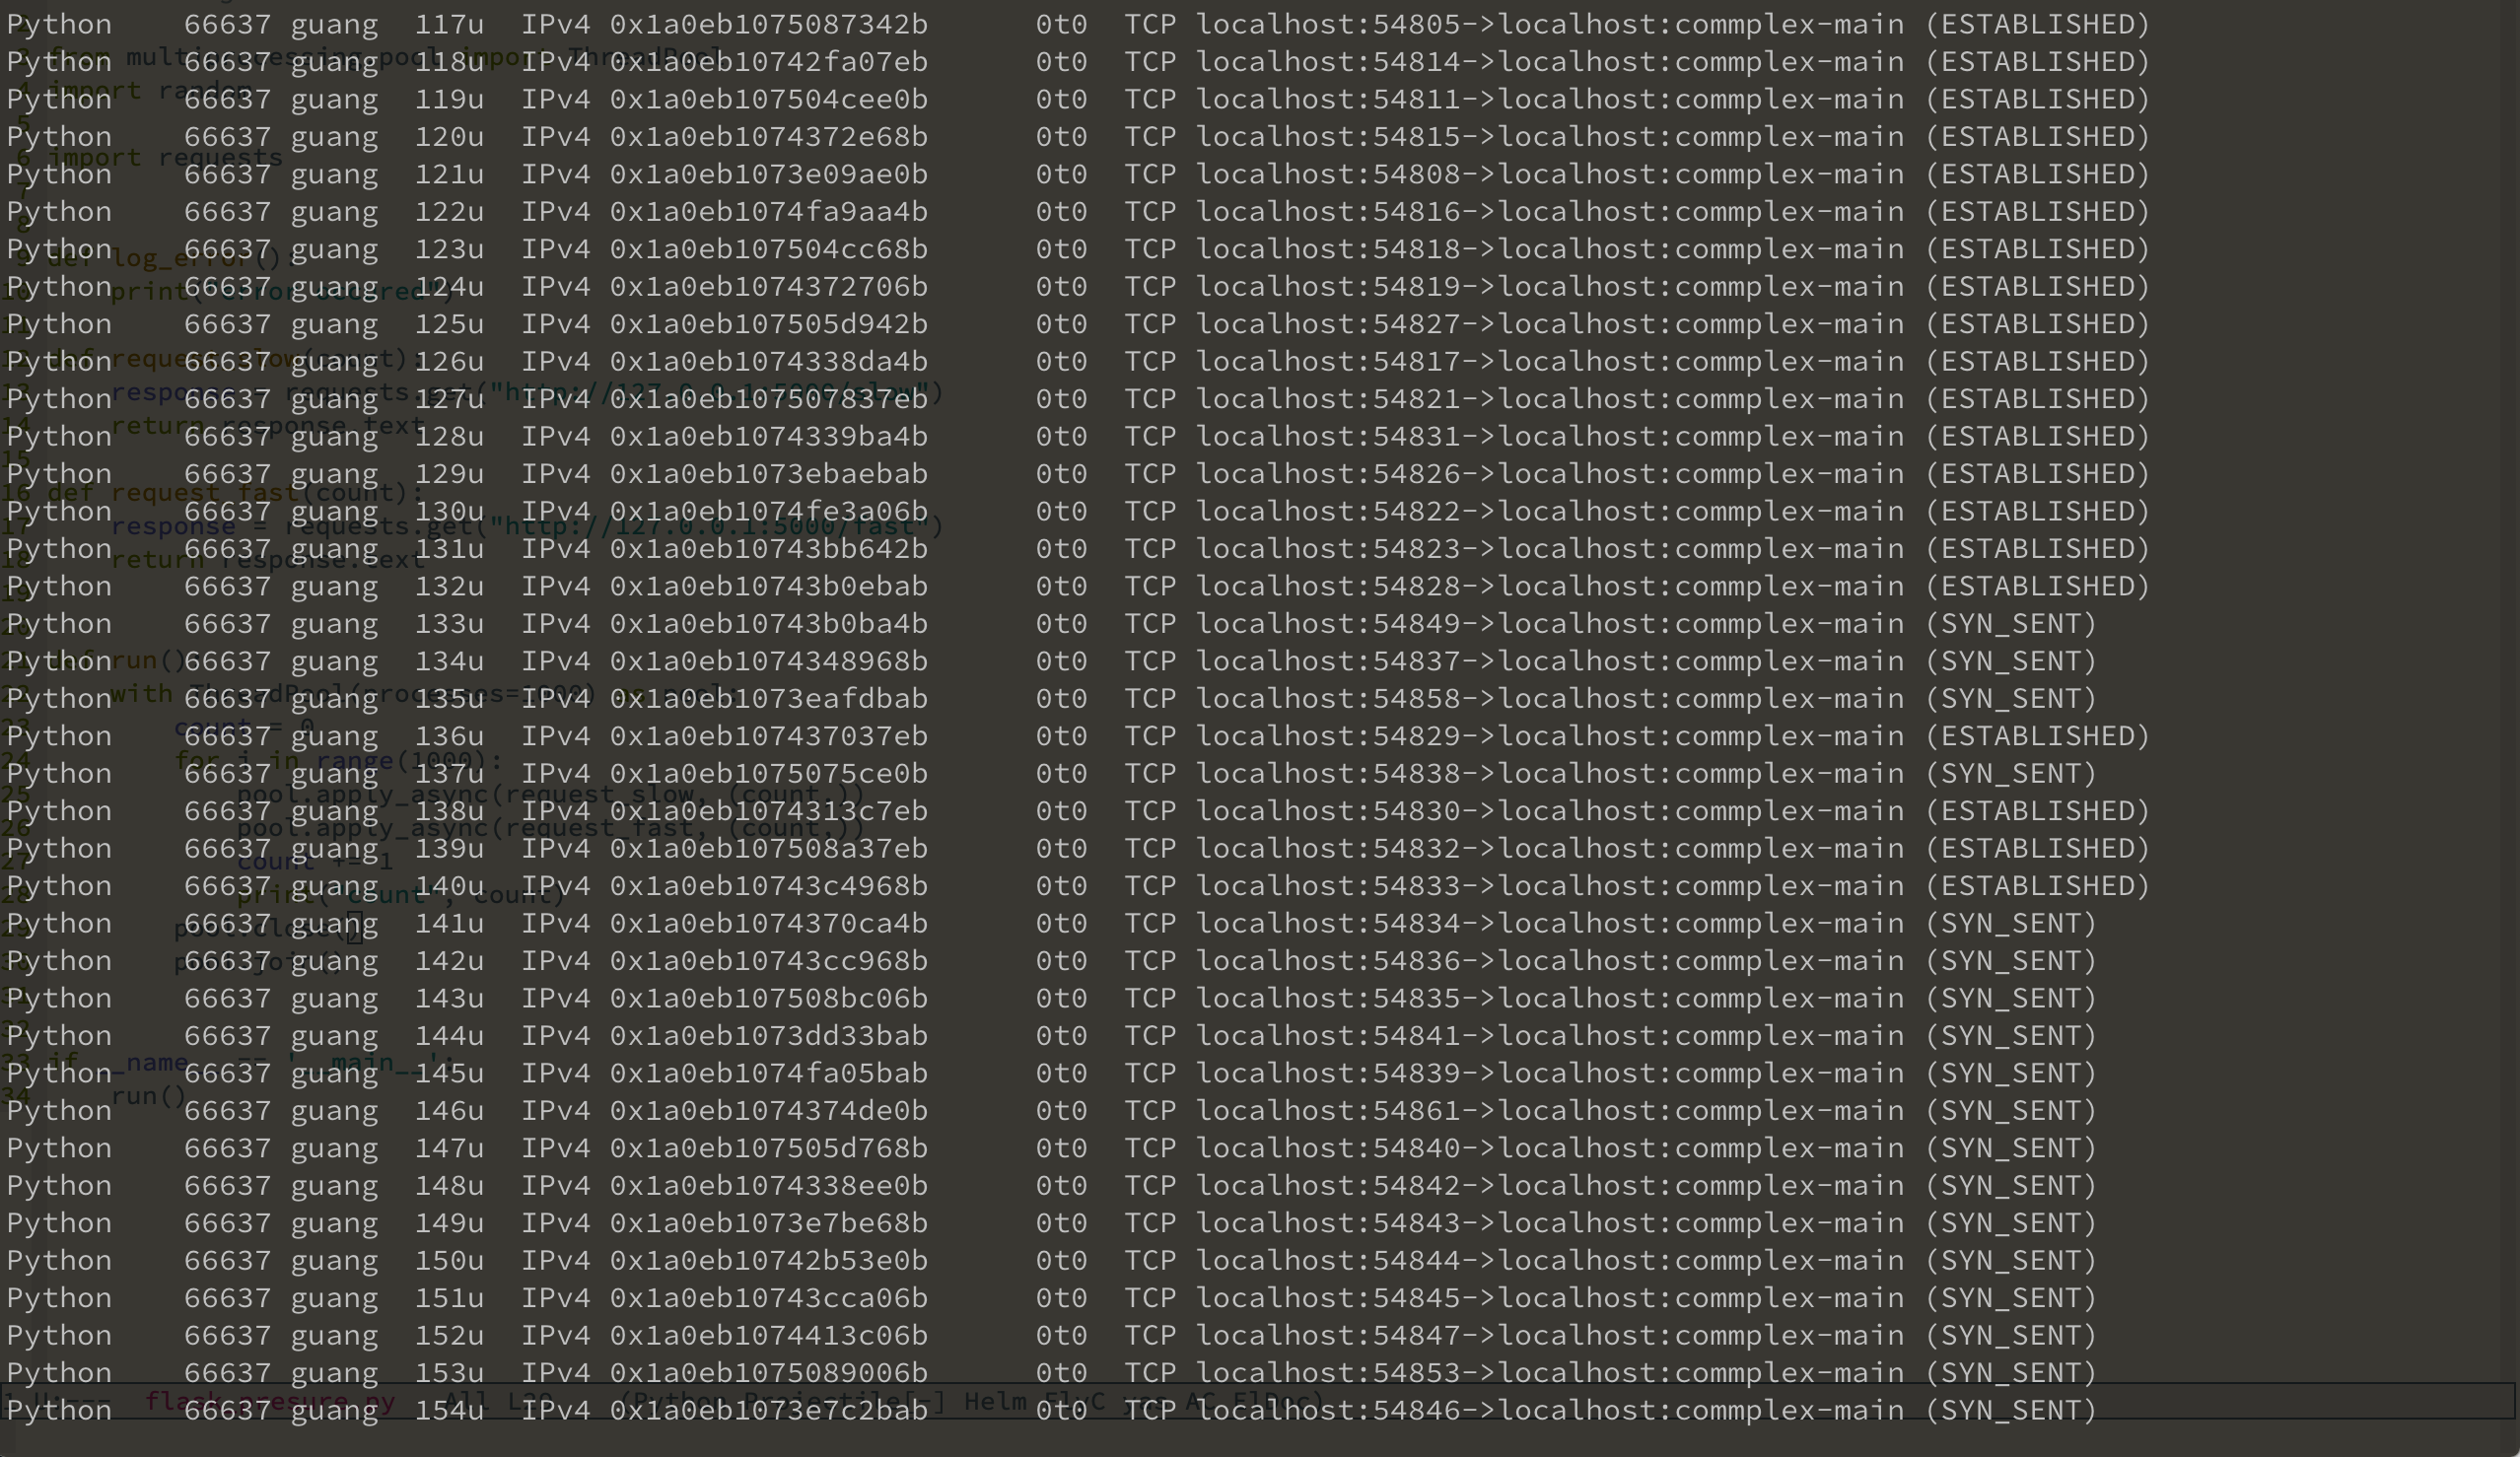 Python 66637 guang 117u IPv4 0x1a0eb1075087342b 0t0 TCP localhost:54805->localhost:commplex-main (ESTABLISHED)
Python 66637 guang 118u IPv4 0x1a0eb10742fa07eb 0t0 TCP localhost:54814->localhost:commplex-main (ESTABLISHED)
Python 66637 guang 119u IPv4 0x1a0eb107504cee0b 0t0 TCP localhost:54811->localhost:commplex-main (ESTABLISHED)
Python 66637 guang 120u IPv4 0x1a0eb1074372e68b 0t0 TCP localhost:54815->localhost:commplex-main (ESTABLISHED)
Python 66637 guang 121u IPv4 0x1a0eb1073e09ae0b 0t0 TCP localhost:54808->localhost:commplex-main (ESTABLISHED)
Python 66637 guang 122u IPv4 0x1a0eb1074fa9aa4b 0t0 TCP localhost:54816->localhost:commplex-main (ESTABLISHED)
Python 66637 guang 123u IPv4 0x1a0eb107504cc68b 0t0 TCP localhost:54818->localhost:commplex-main (ESTABLISHED)
Python 66637 guang 124u IPv4 0x1a0eb1074372706b 0t0 TCP localhost:54819->localhost:commplex-main (ESTABLISHED)
Python 66637 guang 125u IPv4 0x1a0eb107505d942b 0t0 TCP localhost:54827->localhost:commplex-main (ESTABLISHED)
Python 66637 guang 126u IPv4 0x1a0eb1074338da4b 0t0 TCP localhost:54817->localhost:commplex-main (ESTABLISHED)
Python 66637 guang 127u IPv4 0x1a0eb107507837eb 0t0 TCP localhost:54821->localhost:commplex-main (ESTABLISHED)
Python 66637 guang 128u IPv4 0x1a0eb1074339ba4b 0t0 TCP localhost:54831->localhost:commplex-main (ESTABLISHED)
Python 66637 guang 129u IPv4 0x1a0eb1073ebaebab 0t0 TCP localhost:54826->localhost:commplex-main (ESTABLISHED)
Python 66637 guang 130u IPv4 0x1a0eb1074fe3a06b 0t0 TCP localhost:54822->localhost:commplex-main (ESTABLISHED)
Python 66637 guang 131u IPv4 0x1a0eb10743bb642b 0t0 TCP localhost:54823->localhost:commplex-main (ESTABLISHED)
Python 66637 guang 132u IPv4 0x1a0eb10743b0ebab 0t0 TCP localhost:54828->localhost:commplex-main (ESTABLISHED)
Python 66637 guang 133u IPv4 0x1a0eb10743b0ba4b 0t0 TCP localhost:54849->localhost:commplex-main (SYN_SENT)
Python 66637 guang 134u IPv4 0x1a0eb1074348968b 0t0 TCP localhost:54837->localhost:commplex-main (SYN_SENT)
Python 66637 guang 135u IPv4 0x1a0eb1073eafdbab 0t0 TCP localhost:54858->localhost:commplex-main (SYN_SENT)
Python 66637 guang 136u IPv4 0x1a0eb107437037eb 0t0 TCP localhost:54829->localhost:commplex-main (ESTABLISHED)
Python 66637 guang 137u IPv4 0x1a0eb1075075ce0b 0t0 TCP localhost:54838->localhost:commplex-main (SYN_SENT)
Python 66637 guang 138u IPv4 0x1a0eb1074313c7eb 0t0 TCP localhost:54830->localhost:commplex-main (ESTABLISHED)
Python 66637 guang 139u IPv4 0x1a0eb107508a37eb 0t0 TCP localhost:54832->localhost:commplex-main (ESTABLISHED)
Python 66637 guang 140u IPv4 0x1a0eb10743c4968b 0t0 TCP localhost:54833->localhost:commplex-main (ESTABLISHED)
Python 66637 guang 141u IPv4 0x1a0eb1074370ca4b 0t0 TCP localhost:54834->localhost:commplex-main (SYN_SENT)
Python 66637 guang 142u IPv4 0x1a0eb10743cc968b 0t0 TCP localhost:54836->localhost:commplex-main (SYN_SENT)
Python 66637 guang 143u IPv4 0x1a0eb107508bc06b 0t0 TCP localhost:54835->localhost:commplex-main (SYN_SENT)
Python 66637 guang 144u IPv4 0x1a0eb1073dd33bab 0t0 TCP localhost:54841->localhost:commplex-main (SYN_SENT)
Python 66637 guang 145u IPv4 0x1a0eb1074fa05bab 0t0 TCP localhost:54839->localhost:commplex-main (SYN_SENT)
Python 66637 guang 146u IPv4 0x1a0eb1074374de0b 0t0 TCP localhost:54861->localhost:commplex-main (SYN_SENT)
Python 66637 guang 147u IPv4 0x1a0eb107505d768b 0t0 TCP localhost:54840->localhost:commplex-main (SYN_SENT)
Python 66637 guang 148u IPv4 0x1a0eb1074338ee0b 0t0 TCP localhost:54842->localhost:commplex-main (SYN_SENT)
Python 66637 guang 149u IPv4 0x1a0eb1073e7be68b 0t0 TCP localhost:54843->localhost:commplex-main (SYN_SENT)
Python 66637 guang 150u IPv4 0x1a0eb10742b53e0b 0t0 TCP localhost:54844->localhost:commplex-main (SYN_SENT)
Python 66637 guang 151u IPv4 0x1a0eb10743cca06b 0t0 TCP localhost:54845->localhost:commplex-main (SYN_SENT)
Python 66637 guang 152u IPv4 0x1a0eb1074413c06b 0t0 TCP localhost:54847->localhost:commplex-main (SYN_SENT)
Python 66637 guang 153u IPv4 0x1a0eb1075089006b 0t0 TCP localhost:54853->localhost:commplex-main (SYN_SENT)
Python 66637 guang 154u IPv4 0x1a0eb1073e7c2bab 0t0 TCP localhost:54846->localhost:commplex-main (SYN_SENT)